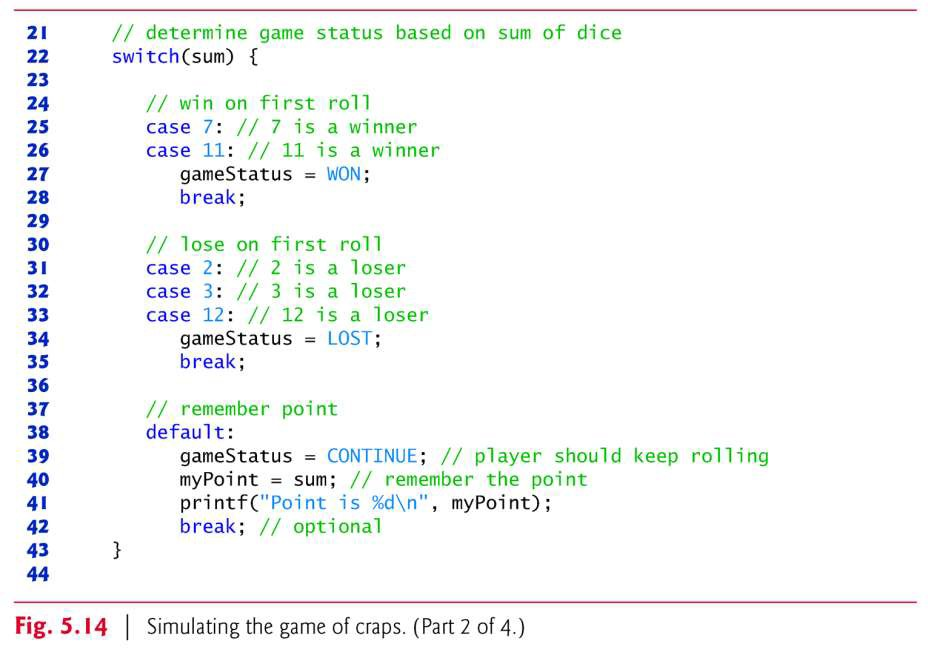 21 // determine game status based on sum of dice
22 switch(sum) {
23
24 // win on first roll
25 case 7: // 7 is a winner
26 case 11: // 11 is a winner
27 gameStatus = WON;
28 break;
29
30 // lose on first roll
31 case 2: // 2 is a loser
32 case 3: // 3 is a loser
33 case 12: // 12 is a loser
34 gameStatus = LOST;
35 break;
36
37 // remember point
38 default:
39 gameStatus = CONTINUE; // player should keep rolling
40 myPoint = sum; // remember the point
41 printf("Point is %d\n", myPoint);
42 break; // optional
43 }
44
Fig. 5.14 | Simulating the game of craps. (Part 2 of 4.)